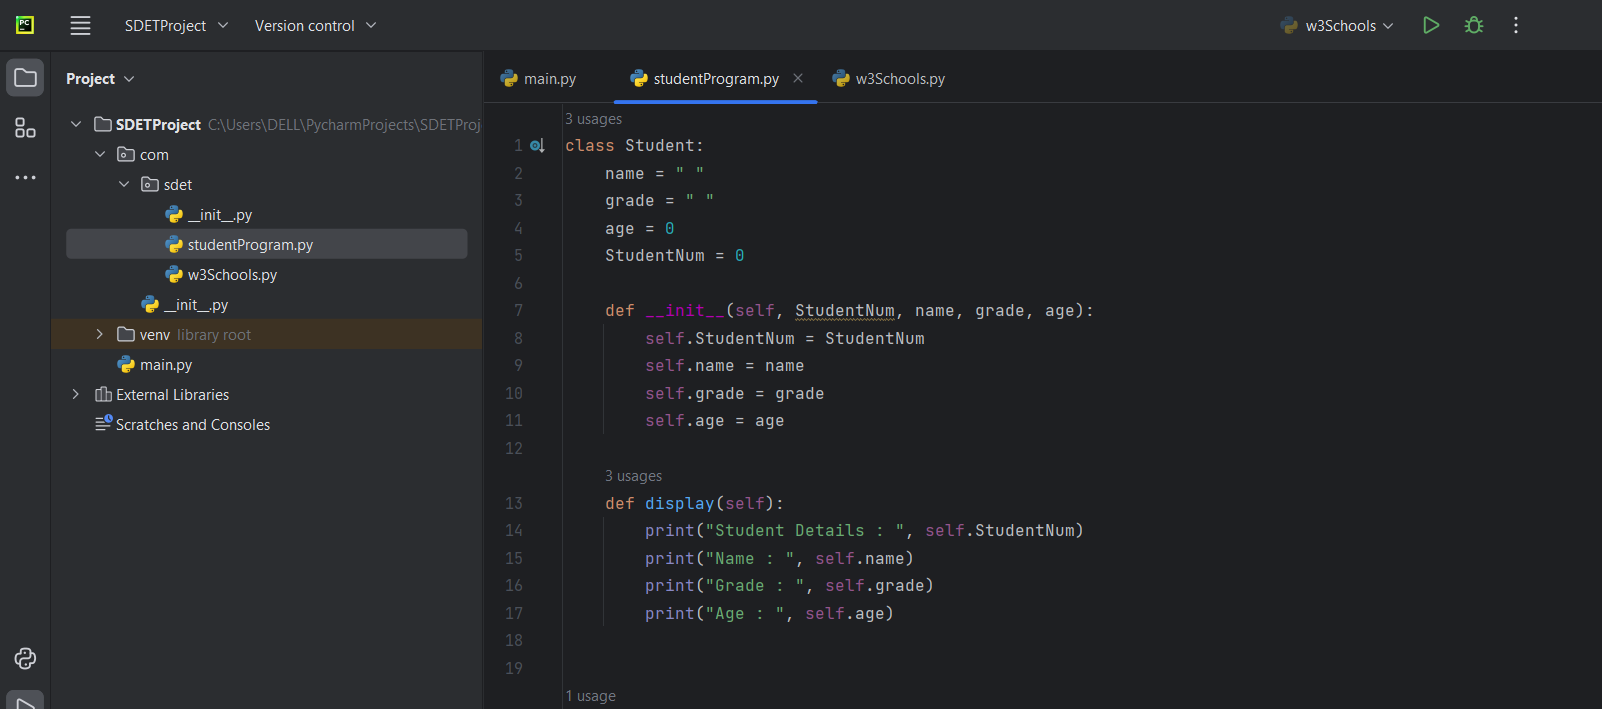 PC SDETProject Version control w3Schools
Project
main.py studentProgram.py w3Schools.py
SDETProject C:\Users\DELL\PycharmProjects\SDETProj
com
sdet
__init__.py
studentProgram.py
w3Schools.py
__init__.py
venv library root
main.py
External Libraries
Scratches and Consoles
3 usages
1 class Student:
2 name = " "
3 grade = " "
4 age = 0
5 StudentNum = 0
6
7 def __init__(self, StudentNum, name, grade, age):
8 self.StudentNum = StudentNum
9 self.name = name
10 self.grade = grade
11 self.age = age
12
3 usages
13 def display(self):
14 print("Student Details : ", self.StudentNum)
15 print("Name : ", self.name)
16 print("Grade : ", self.grade)
17 print("Age : ", self.age)
18
19
1 usage